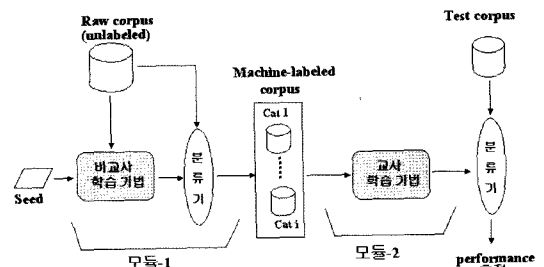 Raw corpus
(unlabeled)
Test corpus
Machine-labeled
corpus
Cat 1
Cat i
Seed
비교사
학습 기법
분류기
교사
학습 기법
분류기
모듈-1
모듈-2
performance